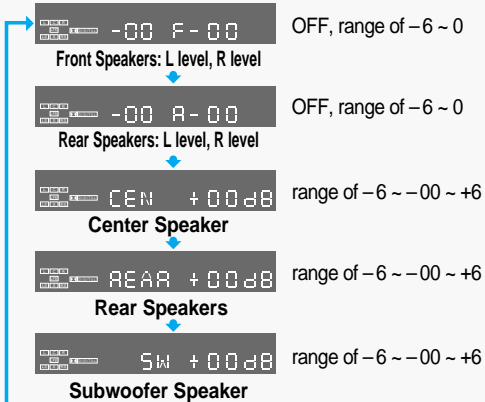 -00 F-00 OFF, range of –6 ~ 0
Front Speakers: L level, R level
-00 R-00 OFF, range of –6 ~ 0
Rear Speakers: L level, R level
CEN +00dB range of –6 ~ –00 ~ +6
Center Speaker
REAR +00dB range of –6 ~ –00 ~ +6
Rear Speakers
SW +00dB range of –6 ~ –00 ~ +6
Subwoofer Speaker